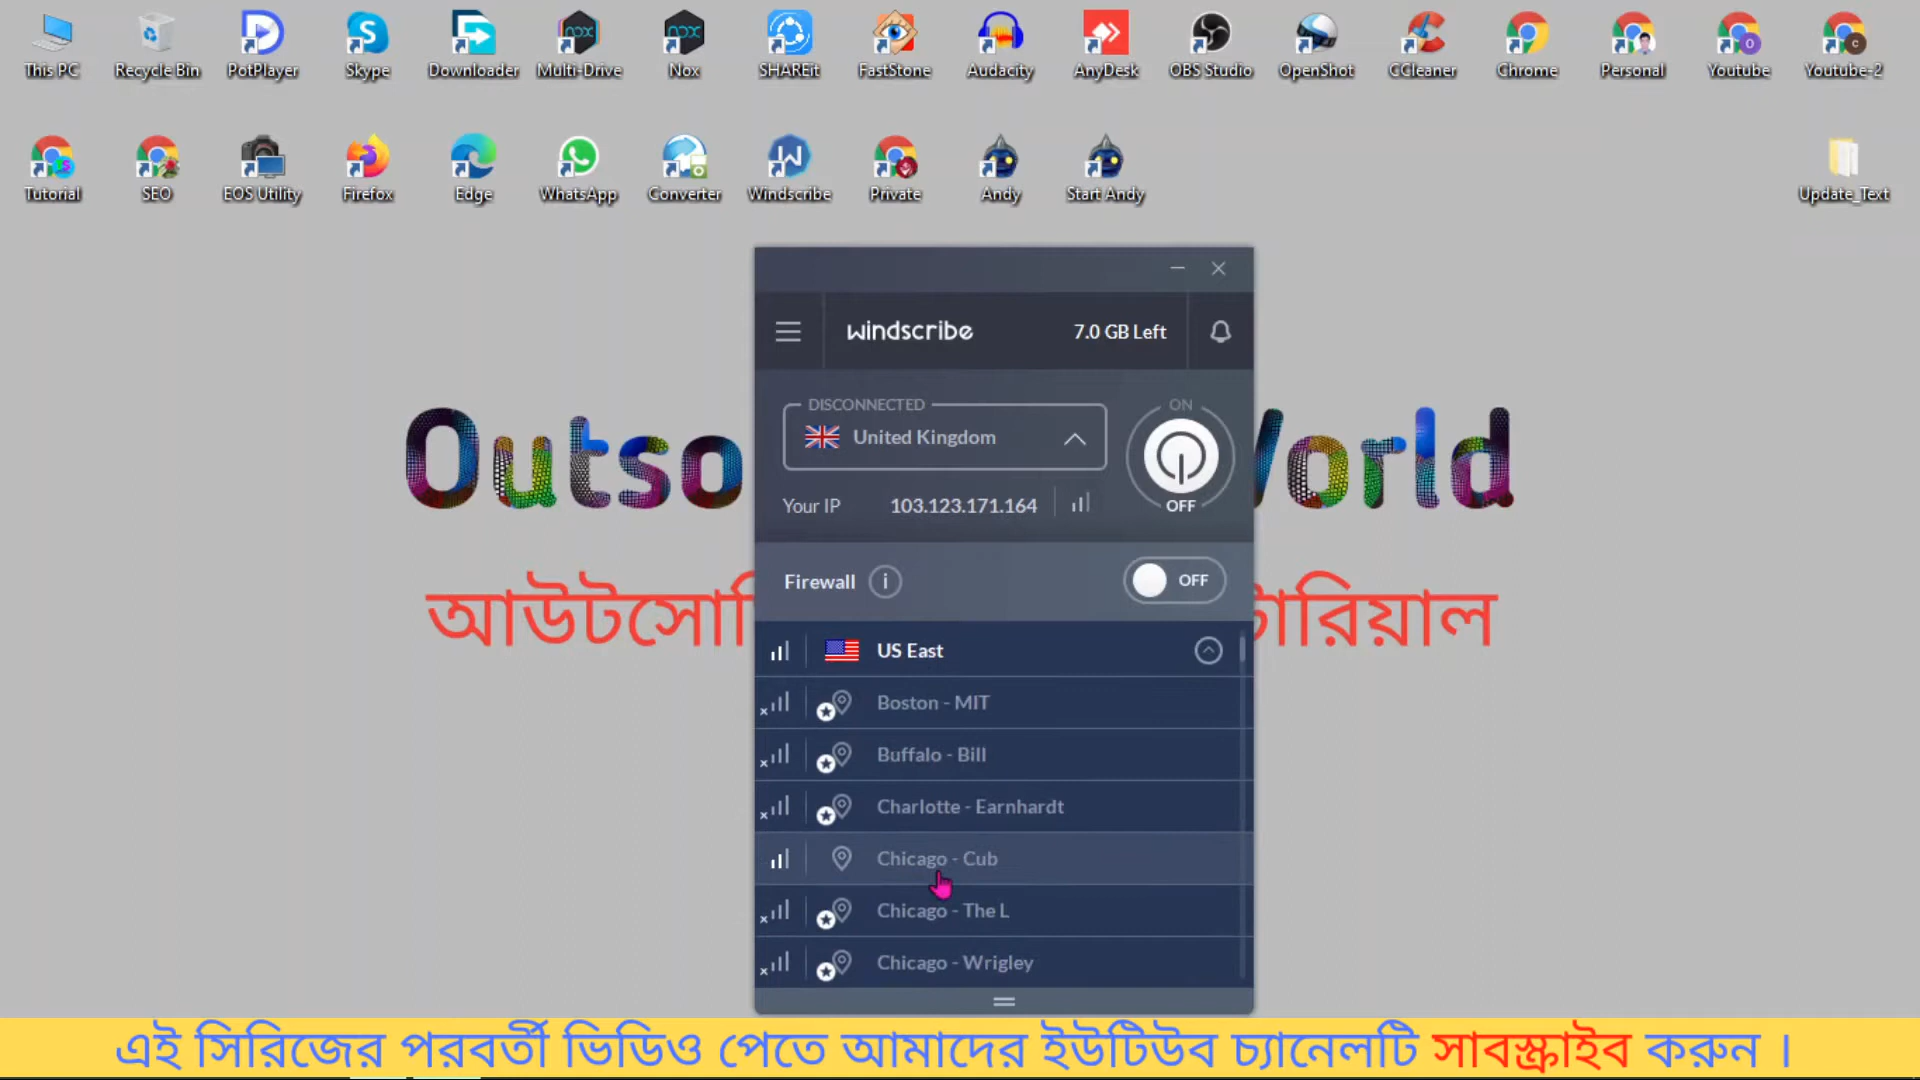 This PC Recycle Bin PotPlayer Skype Downloader Multi-Drive Nox SHAREit FastStone Audacity AnyDesk OBS Studio OpenShot CCleaner Chrome Personal Youtube Youtube-2
Tutorial SEO EOS Utility Firefox Edge WhatsApp Converter Windscribe Private Andy Start Andy Update_Text
windscribe 7.0 GB Left
DISCONNECTED ON
United Kingdom
Your IP 103.123.171.164 OFF
Firewall OFF
US East
Boston - MIT
Buffalo - Bill
Charlotte - Earnhardt
Chicago - Cub
Chicago - The L
Chicago - Wrigley
এই সিরিজের পরবর্তী ভিডিও পেতে আমাদের ইউটিউব চ্যানেলটি সাবস্ক্রাইব করুন ।